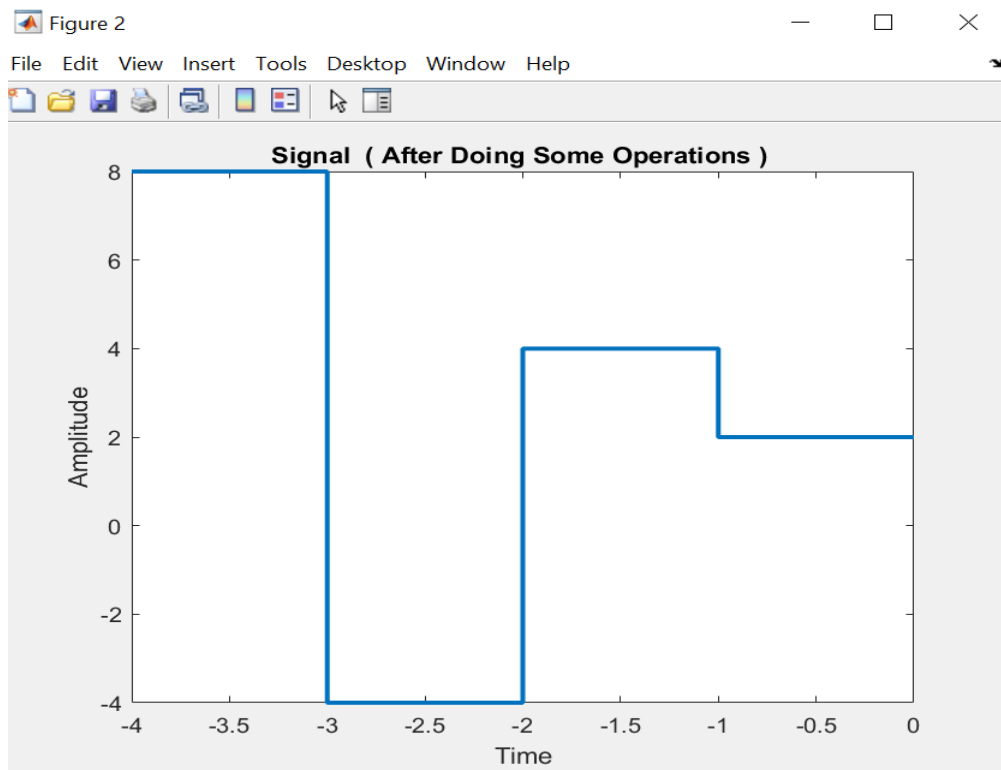 Figure 2
File Edit View Insert Tools Desktop Window Help
Signal ( After Doing Some Operations )
8
6
4
2
0
-2
-4
Amplitude
-4 -3.5 -3 -2.5 -2 -1.5 -1 -0.5 0
Time